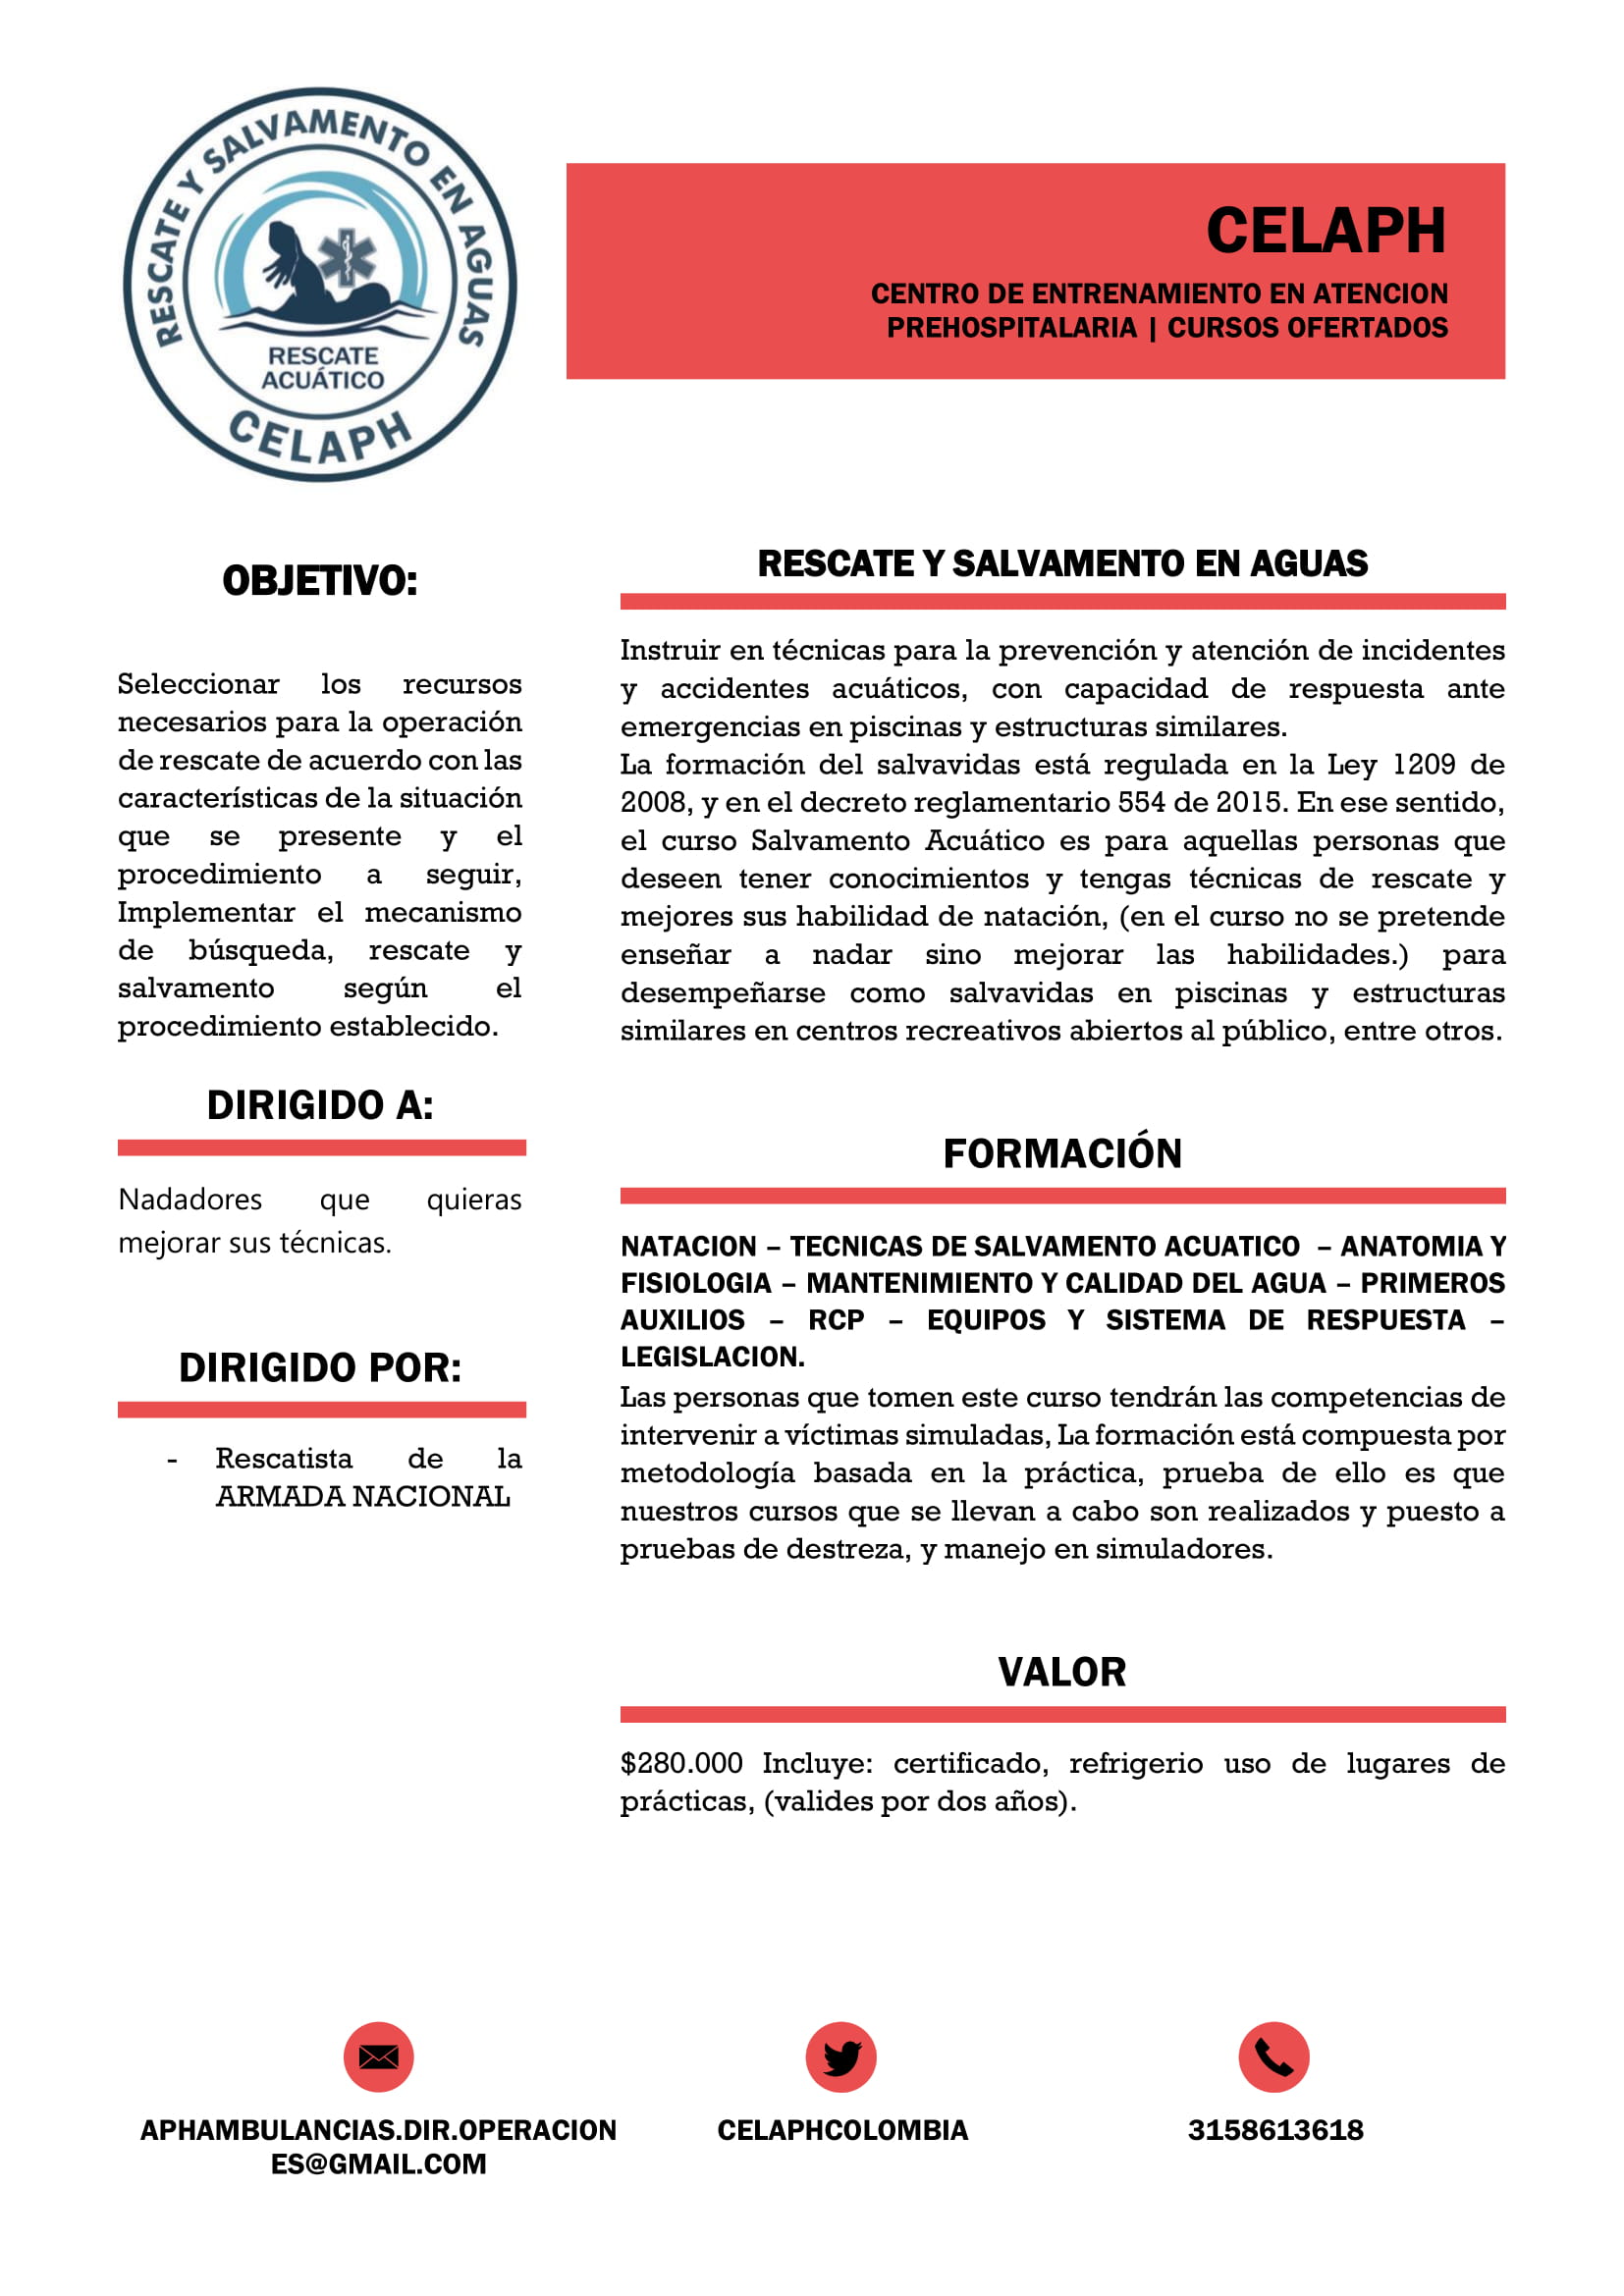 RESCATE Y SALVAMENTO EN AGUAS
RESCATE
ACUÁTICO
CELAPH
CELAPH
CENTRO DE ENTRENAMIENTO EN ATENCION
PREHOSPITALARIA | CURSOS OFERTADOS
OBJETIVO:
Seleccionar los recursos
necesarios para la operación
de rescate de acuerdo con las
características de la situación
que se presente y el
procedimiento a seguir,
Implementar el mecanismo
de búsqueda, rescate y
salvamento según el
procedimiento establecido.
DIRIGIDO A:
Nadadores que quieras
mejorar sus técnicas.
DIRIGIDO POR:
- Rescatista de la
ARMADA NACIONAL
RESCATE Y SALVAMENTO EN AGUAS
Instruir en técnicas para la prevención y atención de incidentes
y accidentes acuáticos, con capacidad de respuesta ante
emergencias en piscinas y estructuras similares.
La formación del salvavidas está regulada en la Ley 1209 de
2008, y en el decreto reglamentario 554 de 2015. En ese sentido,
el curso Salvamento Acuático es para aquellas personas que
deseen tener conocimientos y tengas técnicas de rescate y
mejores sus habilidad de natación, (en el curso no se pretende
enseñar a nadar sino mejorar las habilidades.) para
desempeñarse como salvavidas en piscinas y estructuras
similares en centros recreativos abiertos al público, entre otros.
FORMACIÓN
NATACION – TECNICAS DE SALVAMENTO ACUATICO – ANATOMIA Y
FISIOLOGIA – MANTENIMIENTO Y CALIDAD DEL AGUA – PRIMEROS
AUXILIOS – RCP – EQUIPOS Y SISTEMA DE RESPUESTA –
LEGISLACION.
Las personas que tomen este curso tendrán las competencias de
intervenir a víctimas simuladas, La formación está compuesta por
metodología basada en la práctica, prueba de ello es que
nuestros cursos que se llevan a cabo son realizados y puesto a
pruebas de destreza, y manejo en simuladores.
VALOR
$280.000 Incluye: certificado, refrigerio uso de lugares de
prácticas, (valides por dos años).
APHAMBULANCIAS.DIR.OPERACION
ES@GMAIL.COM
CELAPHCOLOMBIA
3158613618